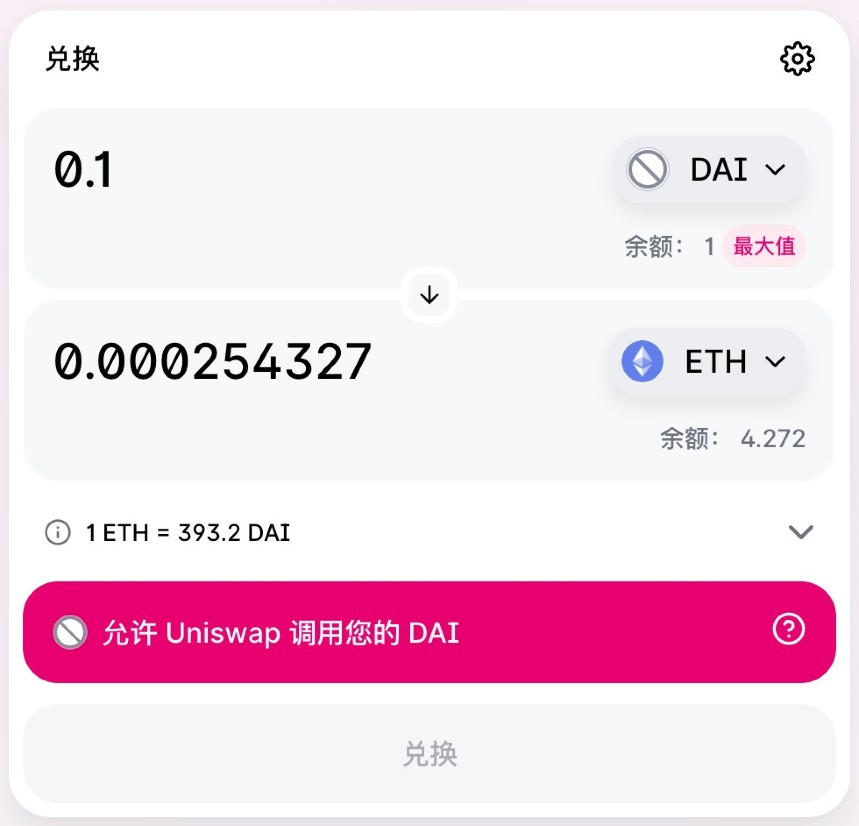 兑换
0.1
DAI
余额： 1 最大值
0.000254327
ETH
余额： 4.272
1 ETH = 393.2 DAI
允许 Uniswap 调用您的 DAI
兑换